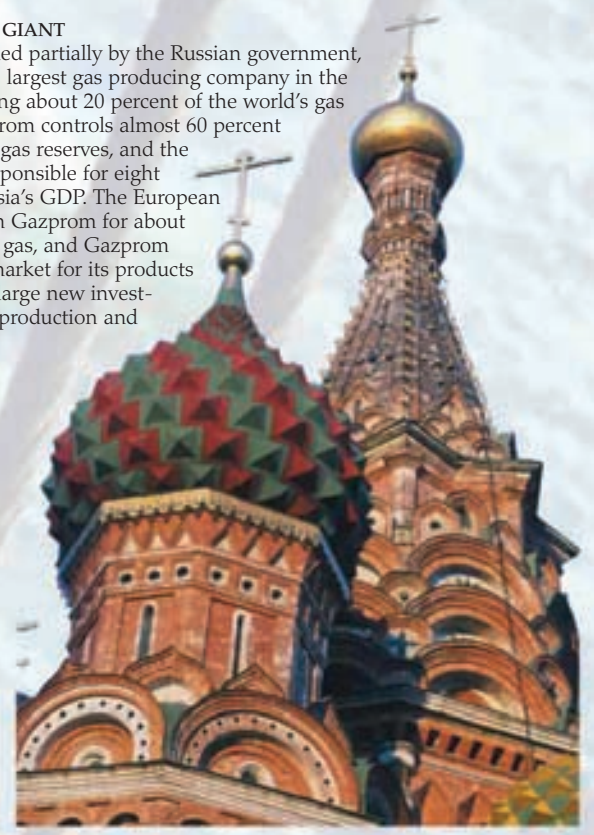 GIANT
ed partially by the Russian government,
largest gas producing company in the
ng about 20 percent of the world’s gas
rom controls almost 60 percent
gas reserves, and the
ponsible for eight
sia’s GDP. The European
n Gazprom for about
gas, and Gazprom
market for its products
large new invest-
production and